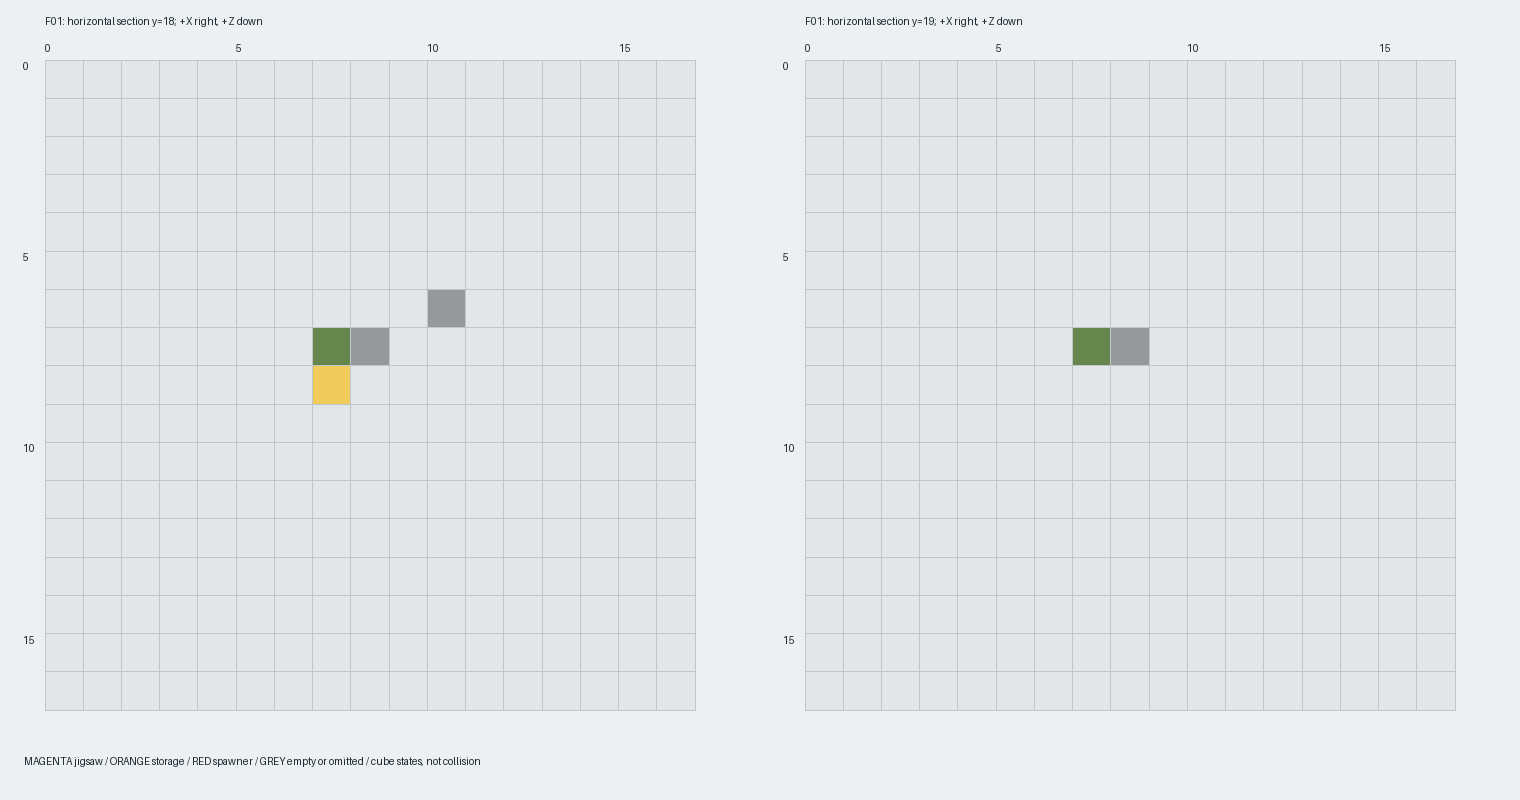 F01: horizontal section y=18; +X right, +Z down
F01: horizontal section y=19; +X right, +Z down
0 5 10 15
0 5 10 15
0 0
5 5
10 10
15 15
MAGENTA jigsaw / ORANGE storage / RED spawner / GREY empty or omitted / cube states, not collision